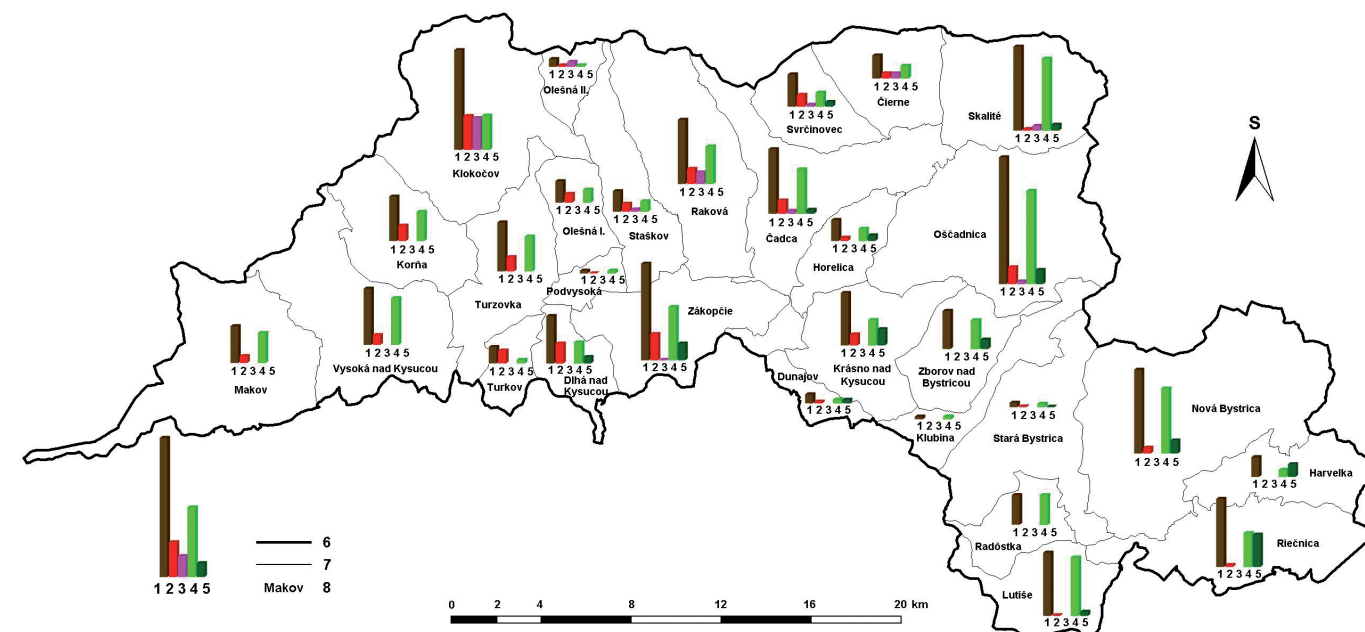 S
1 2 3 4 5
Olešná II.
1 2 3 4 5
Klokočov
1 2 3 4 5
Svrčinovec
1 2 3 4 5
Čierne
1 2 3 4 5
Skalité
1 2 3 4 5
Raková
1 2 3 4 5
Korňa
1 2 3 4 5
Turzovka
1 2 3 4 5
Olešná I.
1 2 3 4 5
Staškov
1 2 3 4 5
Čadca
1 2 3 4 5
Horelica
1 2 3 4 5
Oščadnica
1 2 3 4 5
Podvysoká
1 2 3 4 5
Makov
1 2 3 4 5
Vysoká nad Kysucou
1 2 3 4 5
Turkov
1 2 3 4 5
Dlhá nad
Kysucou
1 2 3 4 5
Zákopčie
1 2 3 4 5
Dunajov
1 2 3 4 5
Krásno nad
Kysucou
1 2 3 4 5
Zborov nad
Bystricou
1 2 3 4 5
Klubina
1 2 3 4 5
Stará Bystrica
1 2 3 4 5
Nová Bystrica
1 2 3 4 5
Harvelka
1 2 3 4 5
Radôstka
1 2 3 4 5
Riečnica
1 2 3 4 5
Lutiše
1 2 3 4 5
1 2 3 4 5
6
7
Makov 8
0 2 4 8 12 16 20 km